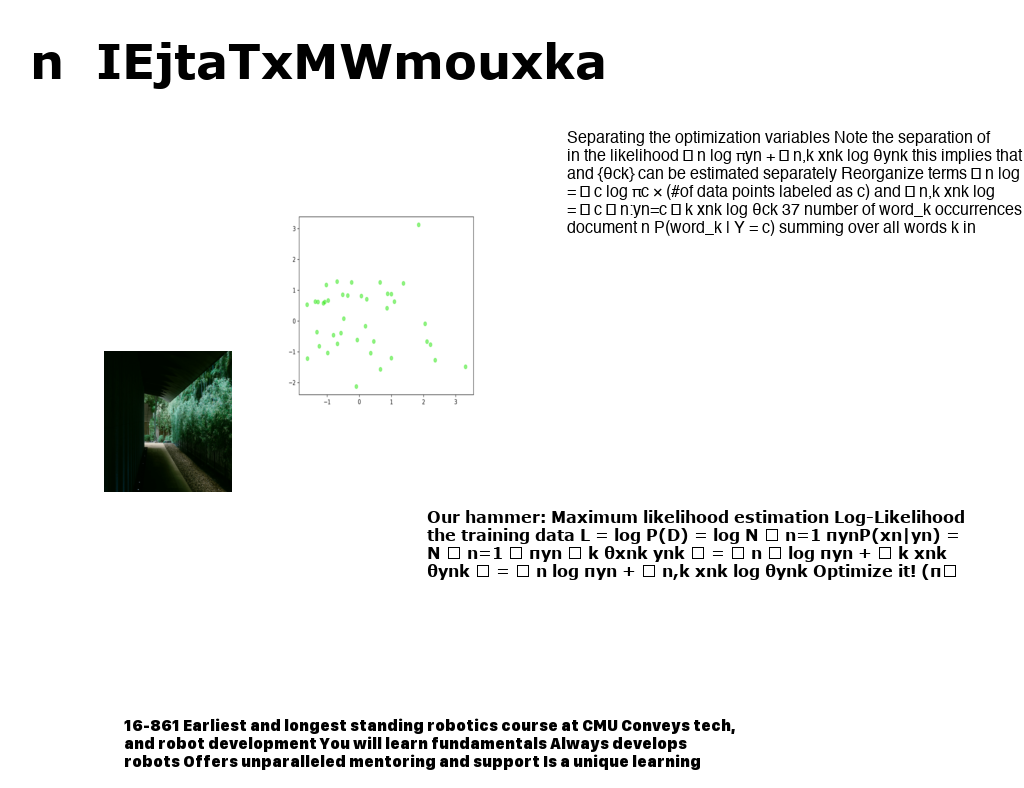 n  IEjtaTxMWmouxka
Separating the optimization variables Note the separation of
in the likelihood □ n log πyn + □ n,k xnk log θynk this implies that
and {θck} can be estimated separately Reorganize terms □ n log
= □ c log πc × (#of data points labeled as c) and □ n,k xnk log
= □ c □ n:yn=c □ k xnk log θck 37 number of word_k occurrences
document n P(word_k | Y = c) summing over all words k in
3
2
1
0
−1
−2
−1 0 1 2 3
Our hammer: Maximum likelihood estimation Log-Likelihood
the training data L = log P(D) = log N □ n=1 πynP(xn|yn) =
N □ n=1 □ πyn □ k θxnk ynk □ = □ n □ log πyn + □ k xnk
θynk □ = □ n log πyn + □ n,k xnk log θynk Optimize it! (π□
16-861 Earliest and longest standing robotics course at CMU Conveys tech,
and robot development You will learn fundamentals Always develops
robots Offers unparalleled mentoring and support Is a unique learning